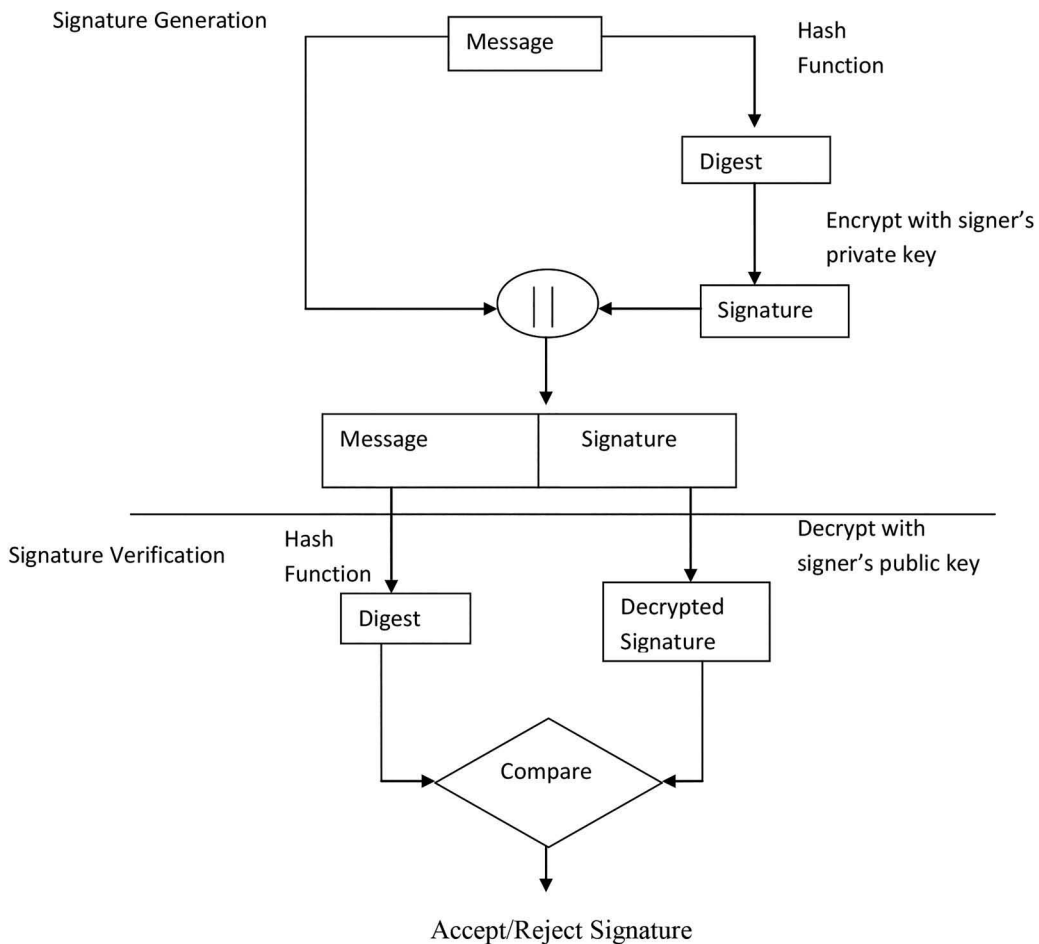 Signature Generation
Message
Hash
Function
Digest
Encrypt with signer's
private key
||
Signature
Message
Signature
Signature Verification
Hash
Function
Decrypt with
signer's public key
Digest
Decrypted
Signature
Compare
Accept/Reject Signature